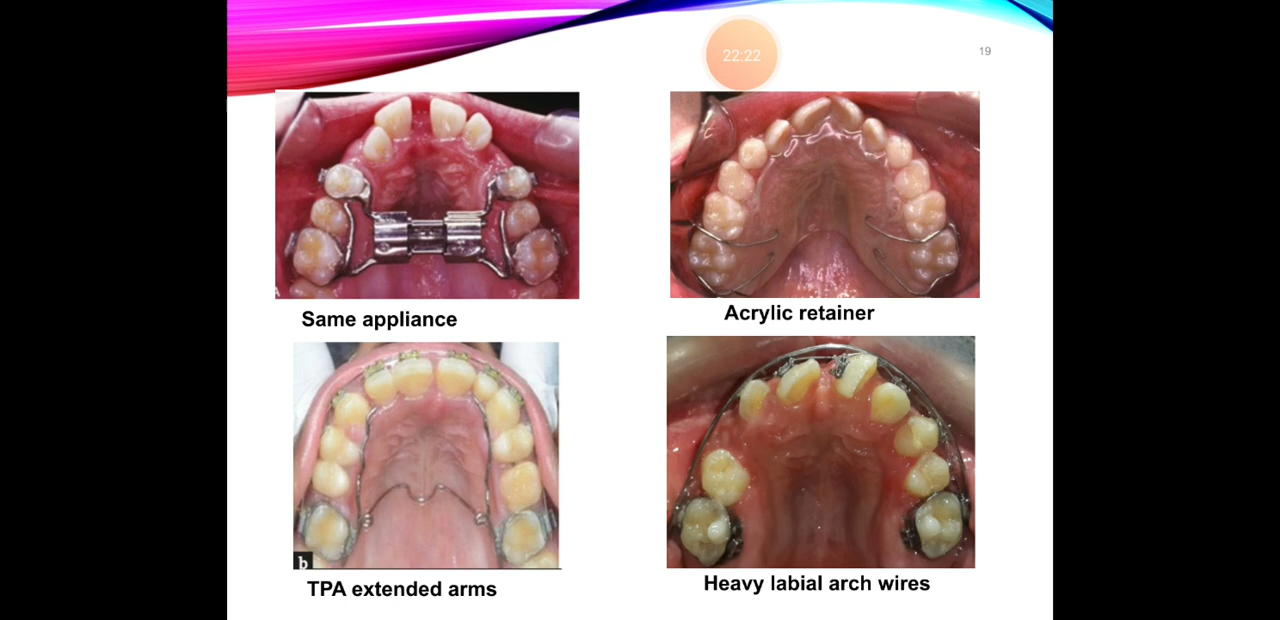 22:22
19
Same appliance
Acrylic retainer
b
TPA extended arms
Heavy labial arch wires